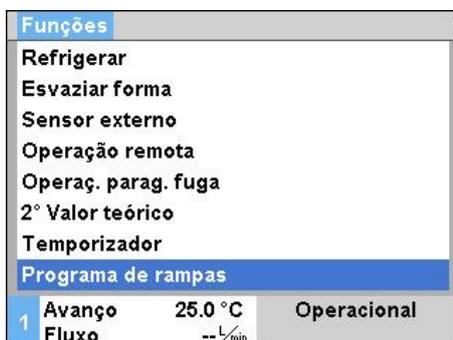 Funções
Refrigerar
Esvaziar forma
Sensor externo
Operação remota
Operaç. parag. fuga
2° Valor teórico
Temporizador
Programa de rampas
1 Avanço 25.0 °C Operacional
Fluxo -- L/min